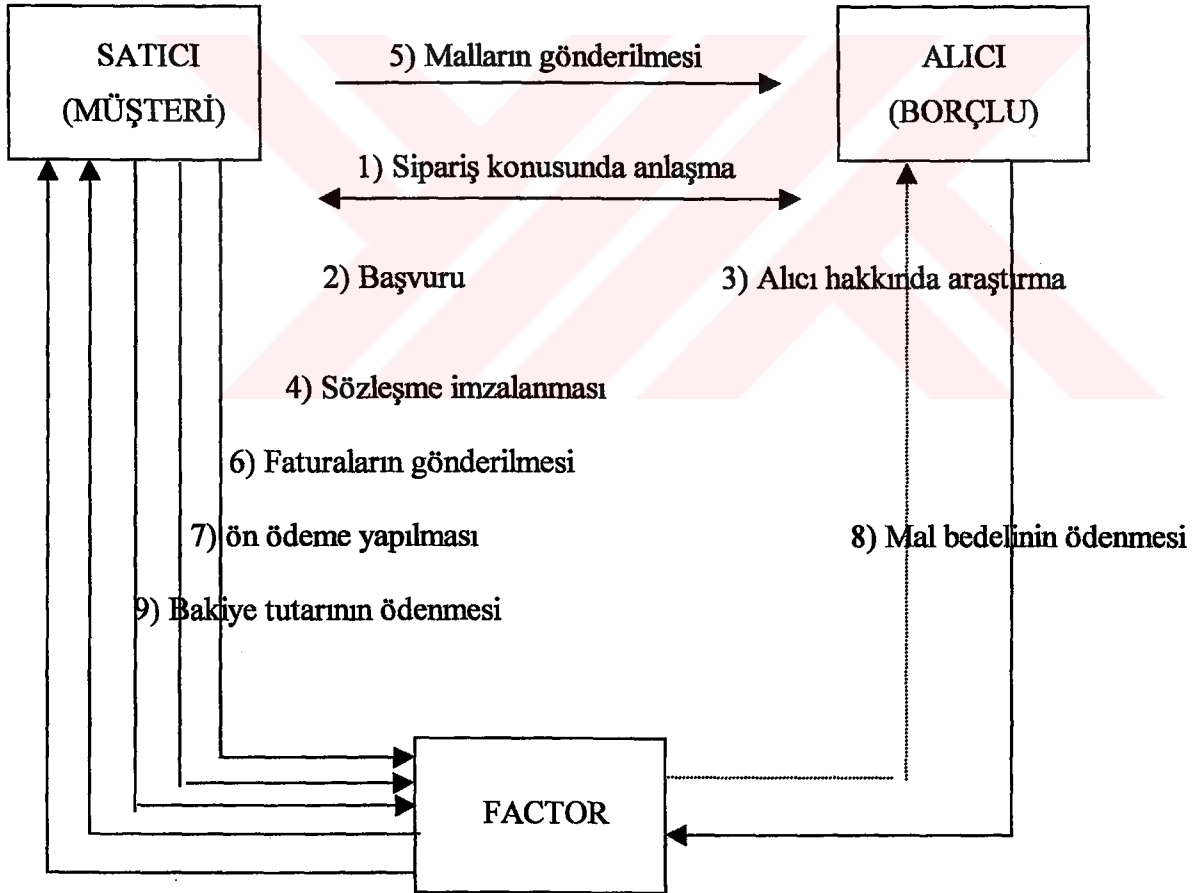 SATICI
(MÜŞTERİ)
5) Malların gönderilmesi
ALICI
(BORÇLU)
1) Sipariş konusunda anlaşma
2) Başvuru
3) Alıcı hakkında araştırma
4) Sözleşme imzalanması
6) Faturaların gönderilmesi
7) ön ödeme yapılması
8) Mal bedelinin ödenmesi
9) Bakiye tutarının ödenmesi
FACTOR